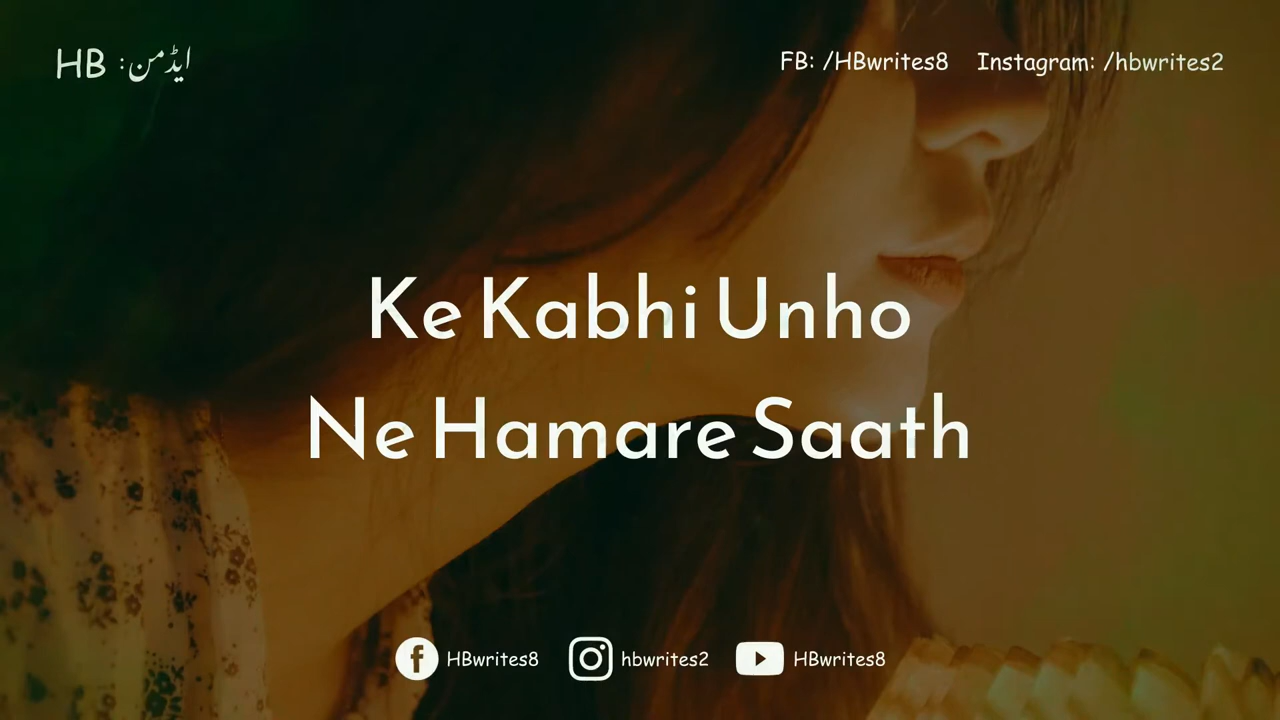 HB :ایڈمن
FB: /HBwrites8 Instagram: /hbwrites2
Ke Kabhi Unho
Ne Hamare Saath
HBwrites8 hbwrites2 HBwrites8